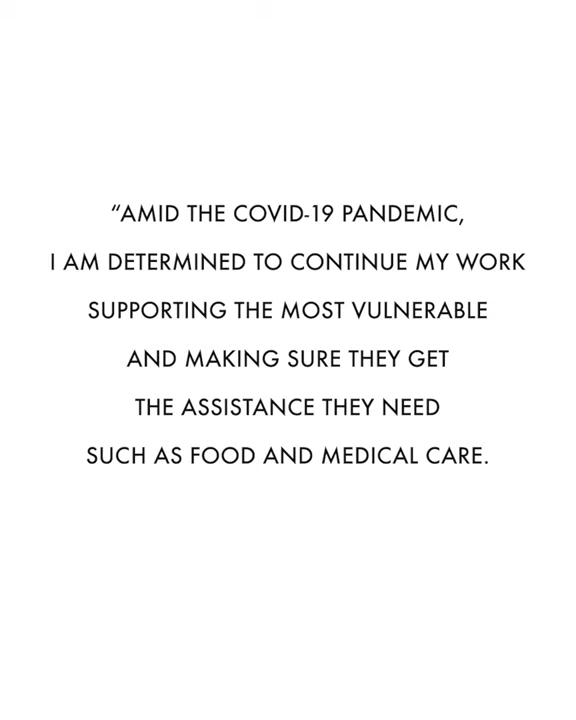 “AMID THE COVID-19 PANDEMIC,
I AM DETERMINED TO CONTINUE MY WORK
SUPPORTING THE MOST VULNERABLE
AND MAKING SURE THEY GET
THE ASSISTANCE THEY NEED
SUCH AS FOOD AND MEDICAL CARE.